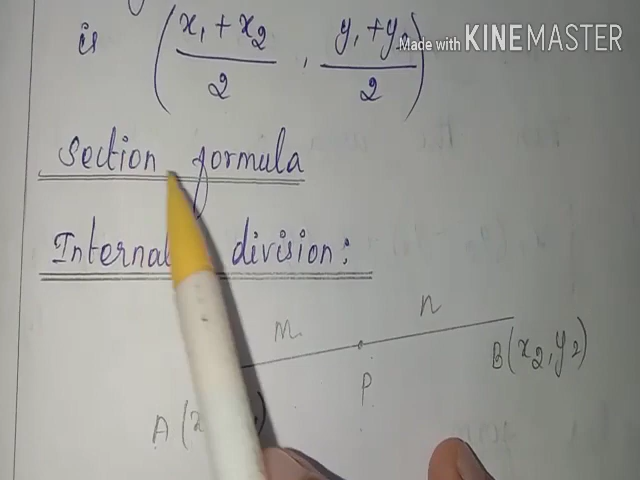 is (x₁ + x₂ / 2 , y₁ + y₂ / 2)
Made with KINEMASTER
Section formula
Internal division:
m n
P
B(x₂, y₂)
A(